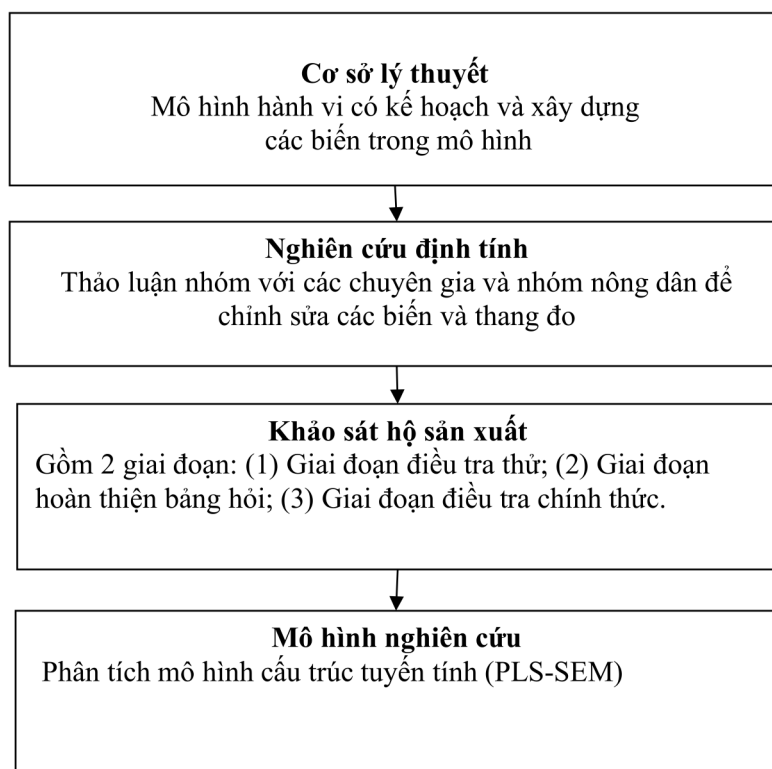 Cơ sở lý thuyết
Mô hình hành vi có kế hoạch và xây dựng
các biến trong mô hình
Nghiên cứu định tính
Thảo luận nhóm với các chuyên gia và nhóm nông dân để
chỉnh sửa các biến và thang đo
Khảo sát hộ sản xuất
Gồm 2 giai đoạn: (1) Giai đoạn điều tra thử; (2) Giai đoạn
hoàn thiện bảng hỏi; (3) Giai đoạn điều tra chính thức.
Mô hình nghiên cứu
Phân tích mô hình cấu trúc tuyến tính (PLS-SEM)